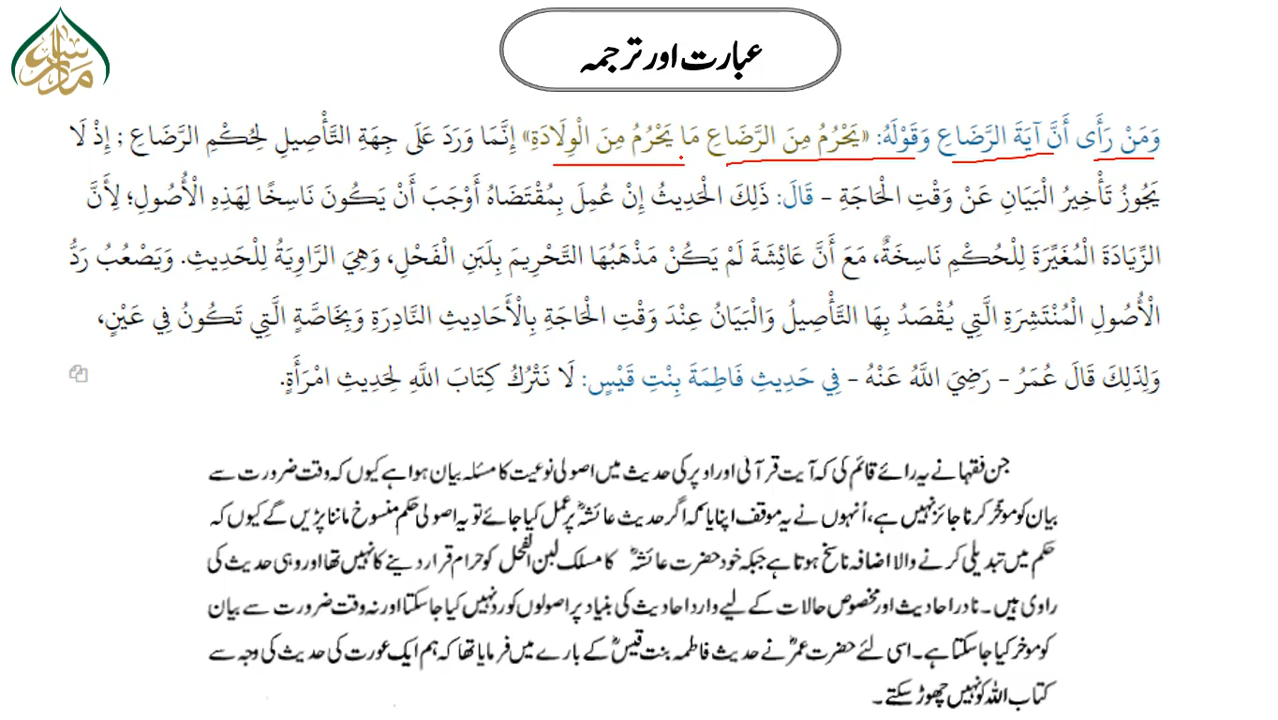 عبارت اور ترجمہ
وَمَنْ رَأَى أَنَّ آيَةَ الرَّضَاعِ وَقَوْلَهُ: «يَحْرُمُ مِنَ الرَّضَاعِ مَا يَحْرُمُ مِنَ الْوِلَادَةِ» إِنَّمَا وَرَدَ عَلَى جِهَةِ التَّأْصِيلِ لِحُكْمِ الرَّضَاعِ ; إِذْ لَا
يَجُوزُ تَأْخِيرُ الْبَيَانِ عَنْ وَقْتِ الْحَاجَةِ - قَالَ: ذَلِكَ الْحَدِيثُ إِنْ عُمِلَ بِمُقْتَضَاهُ أَوْجَبَ أَنْ يَكُونَ نَاسِخًا لِهَذِهِ الْأُصُولِ؛ لِأَنَّ
الزِّيَادَةَ الْمُغَيِّرَةَ لِلْحُكْمِ نَاسِخَةٌ، مَعَ أَنَّ عَائِشَةَ لَمْ يَكُنْ مَذْهَبُهَا التَّحْرِيمَ بِلَبَنِ الْفَحْلِ، وَهِيَ الرَّاوِيَةُ لِلْحَدِيثِ. وَيَصْعُبُ رَدُّ
الْأُصُولِ الْمُنْتَشِرَةِ الَّتِي يُقْصَدُ بِهَا التَّأْصِيلُ وَالْبَيَانُ عِنْدَ وَقْتِ الْحَاجَةِ بِالْأَحَادِيثِ النَّادِرَةِ وَبِخَاصَّةٍ الَّتِي تَكُونُ فِي عَيْنٍ،
وَلِذَلِكَ قَالَ عُمَرُ - رَضِيَ اللَّهُ عَنْهُ - فِي حَدِيثِ فَاطِمَةَ بِنْتِ قَيْسٍ: لَا نَتْرُكُ كِتَابَ اللَّهِ لِحَدِيثِ امْرَأَةٍ.
جن فقہا نے یہ رائے قائم کی کہ آیت قرآنی اور اوپر کی حدیث میں اصولی نوعیت کا مسئلہ بیان ہوا ہے کیوں کہ وقت ضرورت سے
بیان کو مؤخر کرنا جائز نہیں ہے، اُنہوں نے یہ موقف اپنایا کہ اگر حدیث عائشہؓ پر عمل کیا جائے تو یہ اصولی حکم منسوخ ماننا پڑیں گے کیوں کہ
حکم میں تبدیلی کرنے والا اضافہ ناسخ ہوتا ہے جبکہ خود حضرت عائشہؓ کا مسلک لبن الفحل کو حرام قرار دینے کا نہیں تھا اور وہی حدیث کی
راوی ہیں۔ نادر احادیث اور مخصوص حالات کے لیے وارد احادیث کی بنیاد پر اصولوں کو رد نہیں کیا جا سکتا اور نہ وقت ضرورت سے بیان
کو مؤخر کیا جا سکتا ہے۔ اسی لئے حضرت عمرؓ نے حدیث فاطمہ بنت قیسؓ کے بارے میں فرمایا تھا کہ ہم ایک عورت کی حدیث کی وجہ سے
کتاب اللہ کو نہیں چھوڑ سکتے۔